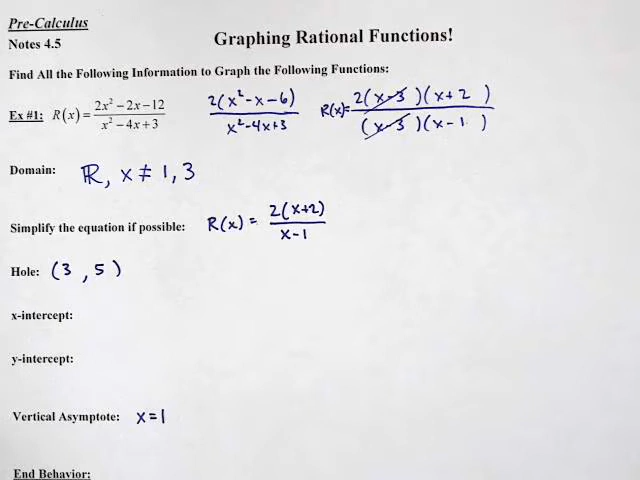 Pre-Calculus
Notes 4.5
Graphing Rational Functions!
Find All the Following Information to Graph the Following Functions:
Ex #1: R(x) = (2x² - 2x - 12)/(x² - 4x + 3) 2(x² - x - 6)/(x² - 4x + 3) R(x) = 2(x - 3)(x + 2)/(x - 3)(x - 1)
Domain: ℝ, x ≠ 1, 3
Simplify the equation if possible: R(x) = 2(x + 2)/(x - 1)
Hole: (3, 5)
x-intercept:
y-intercept:
Vertical Asymptote: x = 1
End Behavior: